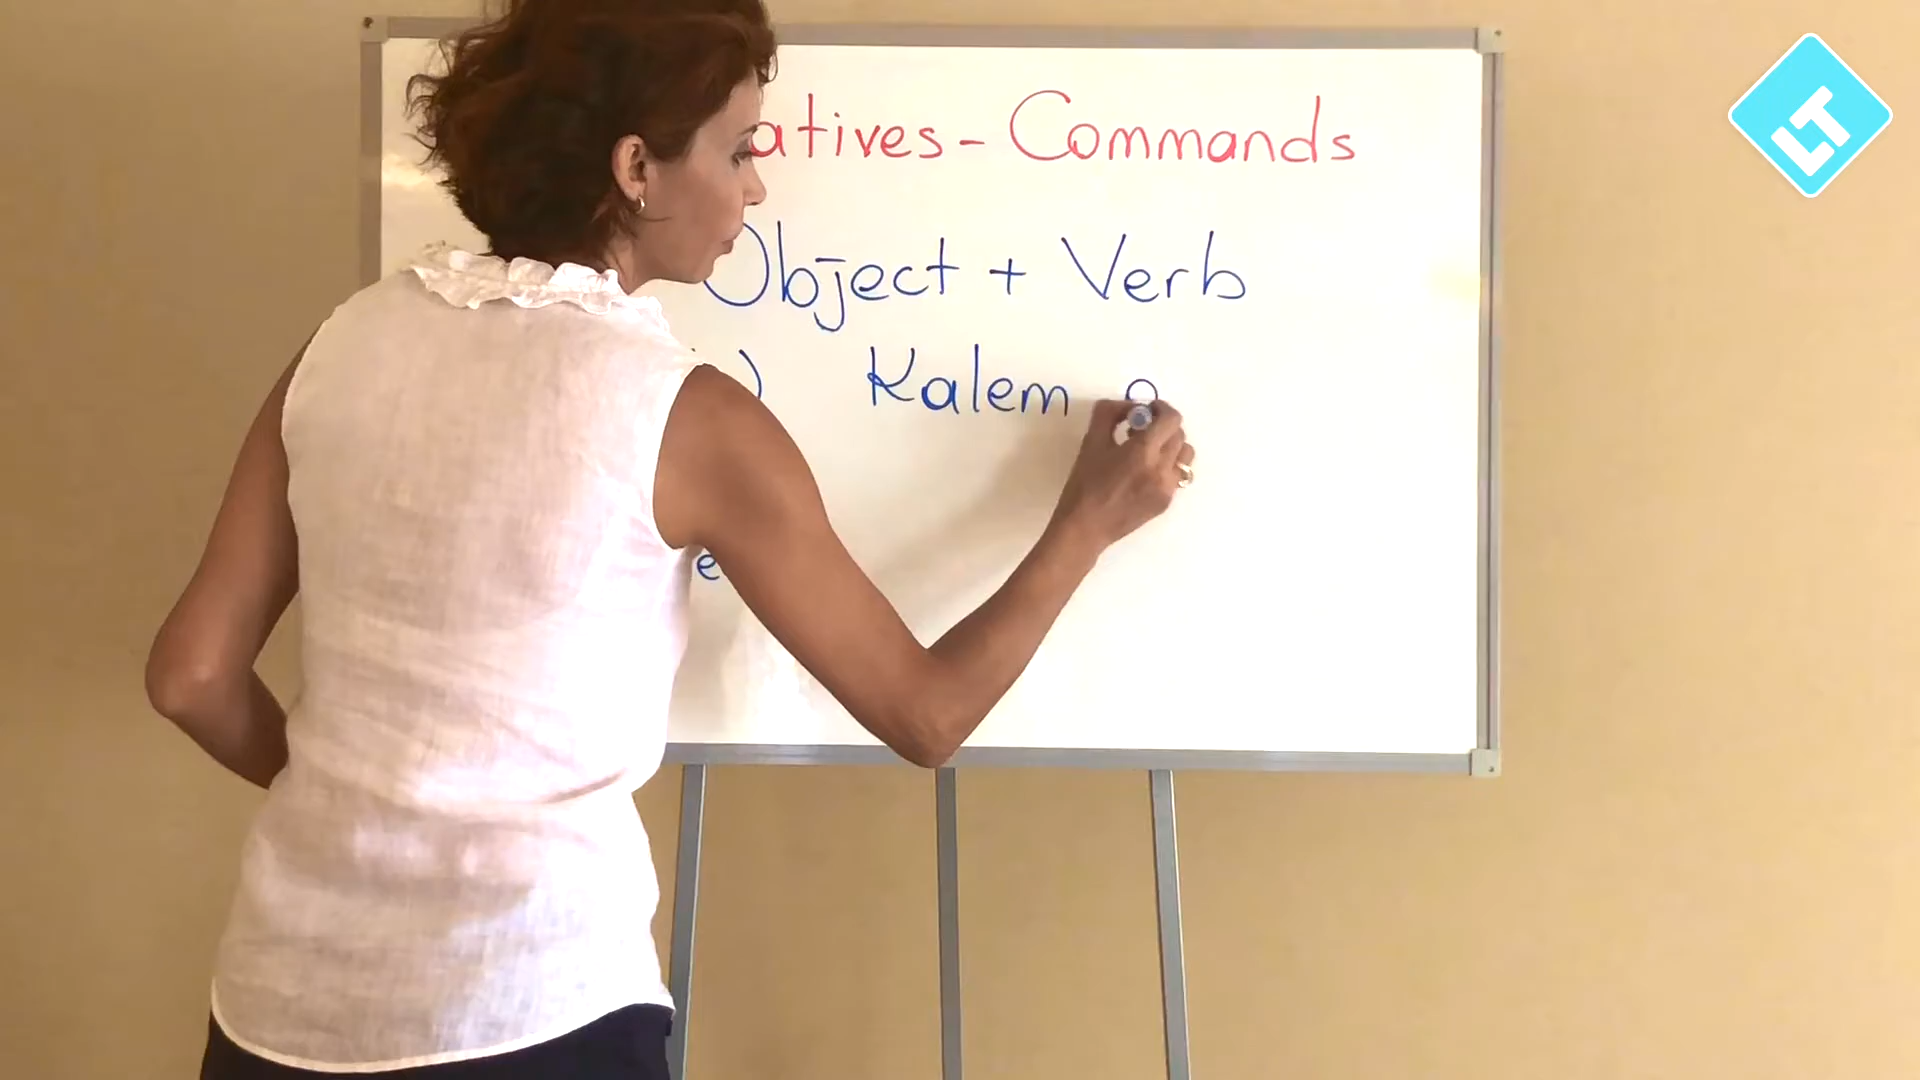 atives - Commands
Object + Verb
Kalem
LT